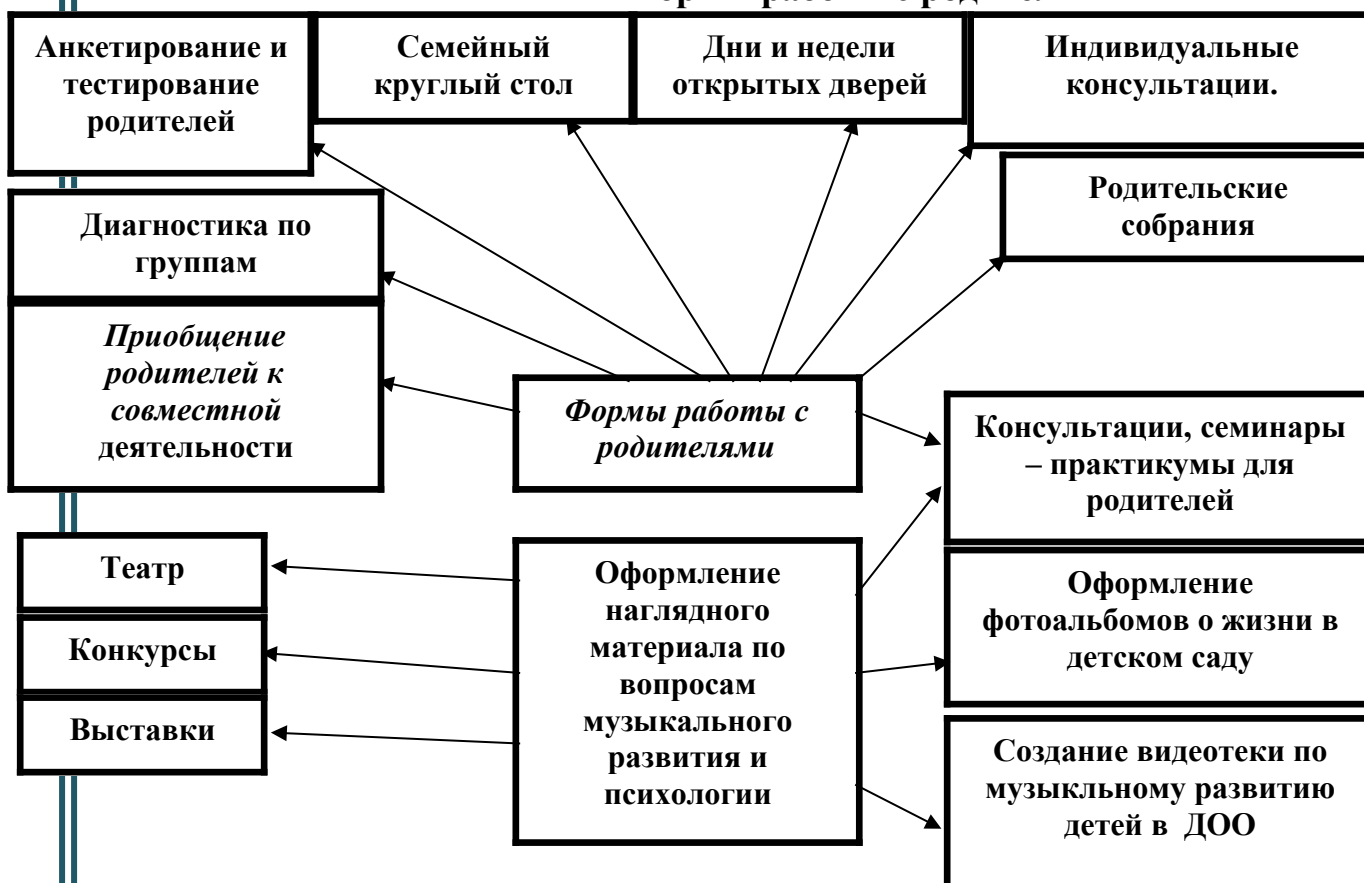 Анкетирование и
тестирование
родителей
Семейный
круглый стол
Дни и недели
открытых дверей
Индивидуальные
консультации.
Родительские
собрания
Диагностика по
группам
Приобщение
родителей к
совместной
деятельности
Формы работы с
родителями
Консультации, семинары
– практикумы для
родителей
Театр
Конкурсы
Выставки
Оформление
наглядного
материала по
вопросам
музыкального
развития и
психологии
Оформление
фотоальбомов о жизни в
детском саду
Создание видеотеки по
музыкльному развитию
детей в ДОО